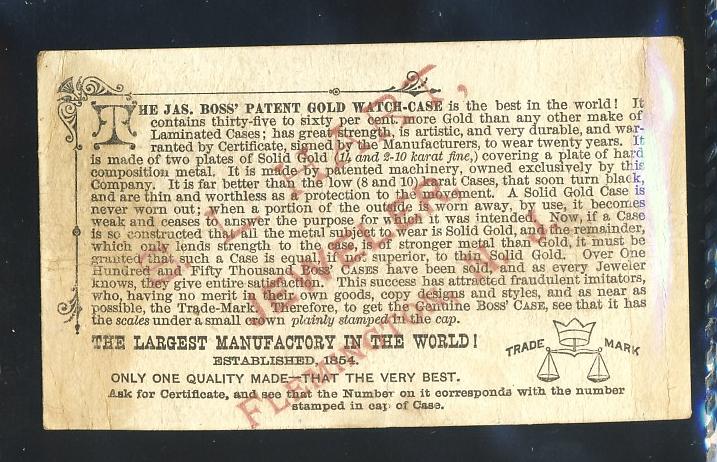 THE JAS. BOSS' PATENT GOLD WATCH-CASE is the best in the world! It
contains thirty-five to sixty per cent. more Gold than any other make of
Laminated Cases; has great strength, is artistic, and very durable, and war-
ranted by Certificate, signed by the Manufacturers, to wear twenty years. It
is made of two plates of Solid Gold (14 and 2-10 karat fine,) covering a plate of hard
composition metal. It is made by patented machinery, owned exclusively by this
Company. It is far better than the low (8 and 10) karat Cases, that soon turn black,
and are thin and worthless as a protection to the movement. A Solid Gold Case is
never worn out; when a portion of the outside is worn away, by use, it becomes
weak and ceases to answer the purpose for which it was intended. Now, if a Case
is so constructed that all the metal subject to wear is Solid Gold, and the remainder,
which only lends strength to the case, is of stronger metal than Gold, it must be
granted that such a Case is equal, if not superior, to this Solid Gold. Over One
Hundred and Fifty Thousand Boss' CASES have been sold, and as every Jeweler
knows, they give entire satisfaction. This success has attracted fraudulent imitators,
who, having no merit in their own goods, copy designs and styles, and as near as
possible, the Trade-Mark. Therefore, to get the Genuine Boss' CASE, see that it has
the scales under a small crown plainly stamped in the cap.
THE LARGEST MANUFACTORY IN THE WORLD!
ESTABLISHED, 1854.
ONLY ONE QUALITY MADE—THAT THE VERY BEST.
Ask for Certificate, and see that the Number on it corresponds with the number
stamped in cap of Case.
TRADE MARK
JEWELER,
FLEMINGTON, N. J.